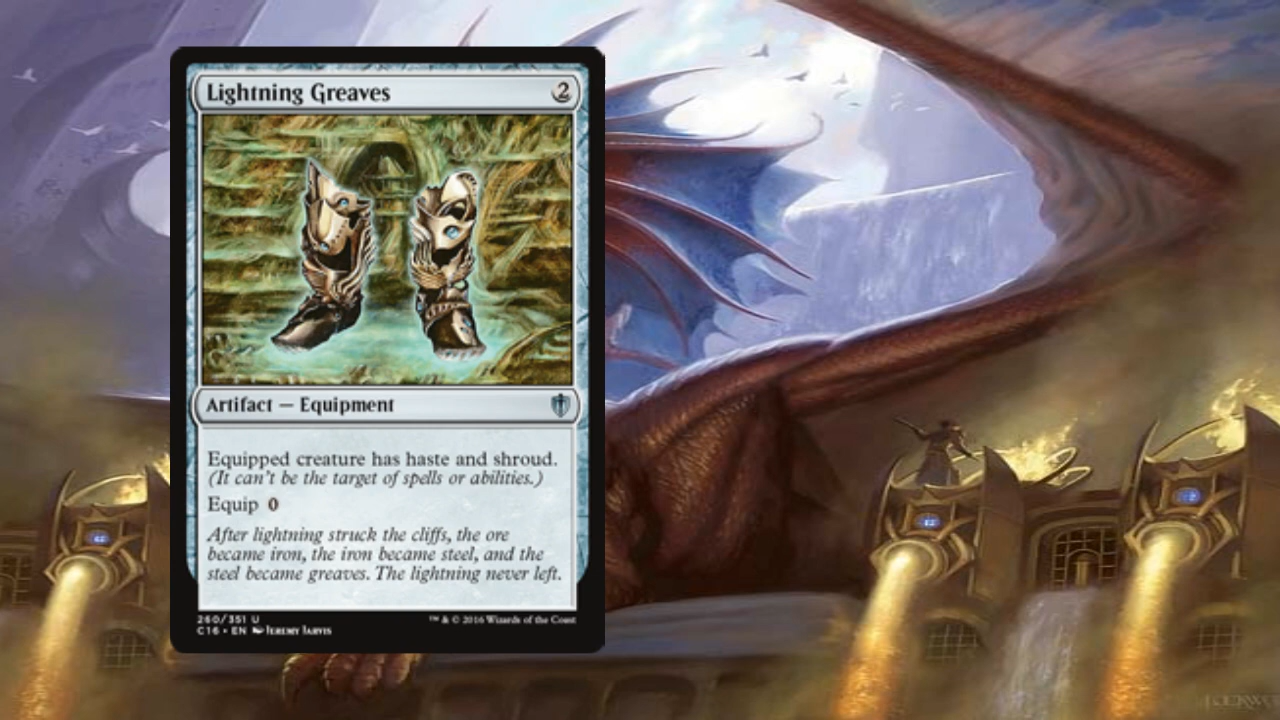 Lightning Greaves 2
Artifact — Equipment
Equipped creature has haste and shroud.
(It can't be the target of spells or abilities.)
Equip 0
After lightning struck the cliffs, the ore
became iron, the iron became steel, and the
steel became greaves. The lightning never left.
260/351 U
™ & © 2016 Wizards of the Coast
C16 • EN Jeremy Jarvis